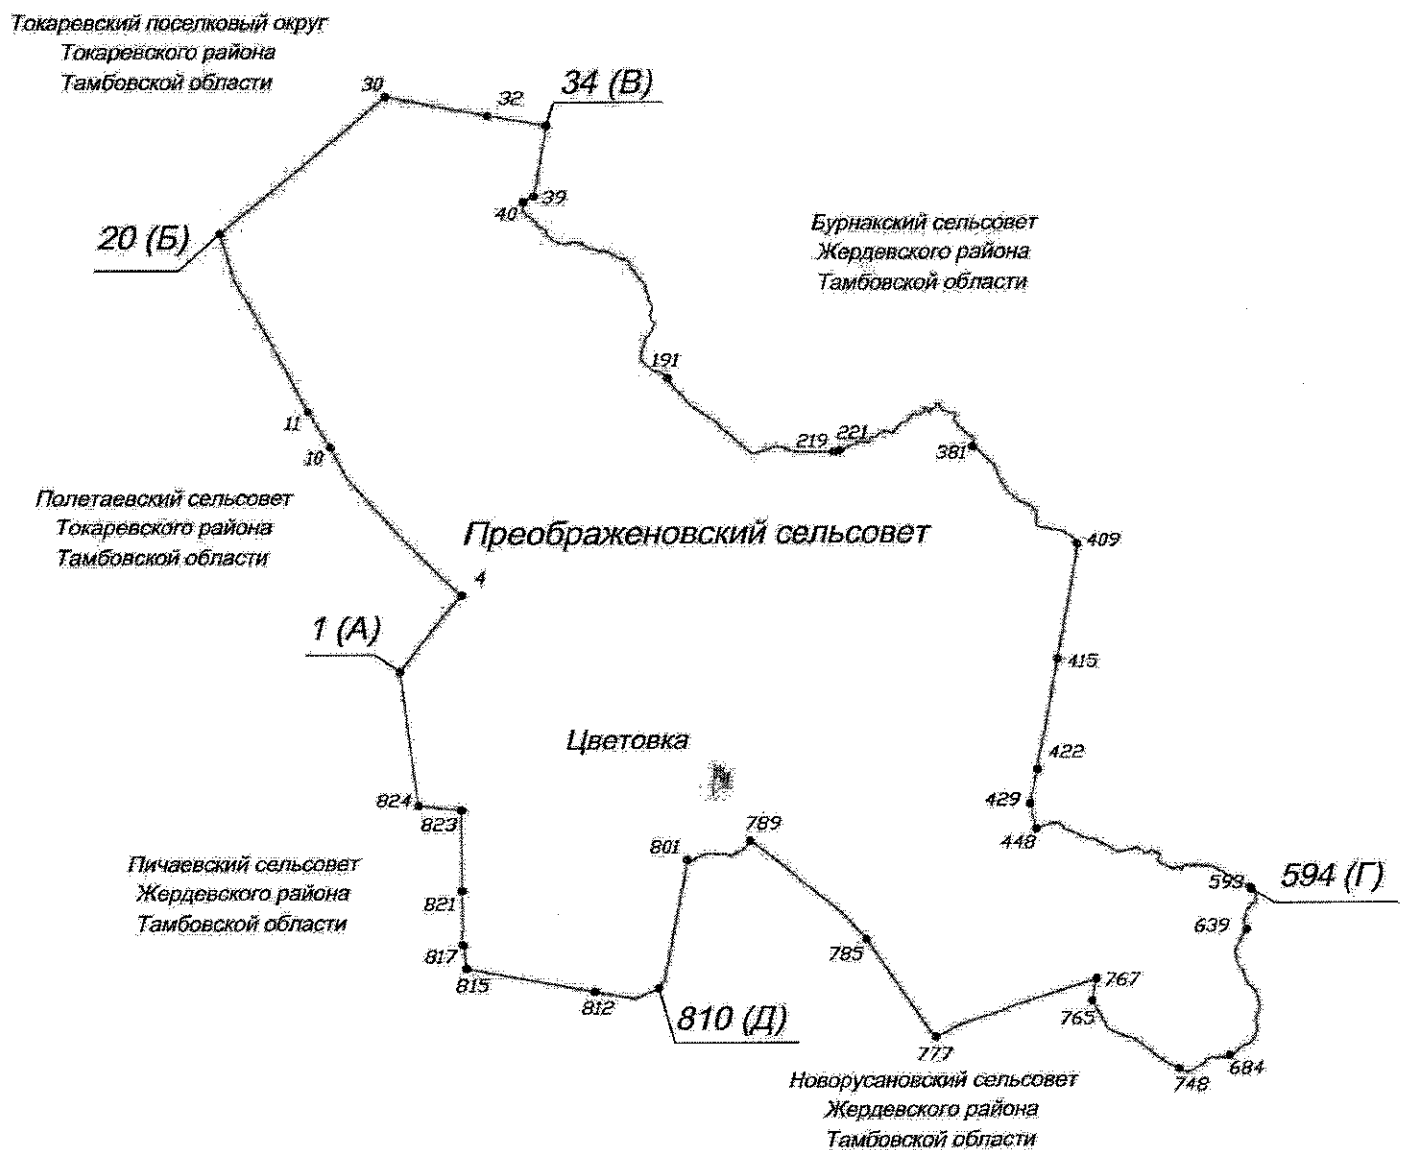 Токаревский поселковый округ
Токаревского района
Тамбовской области
30
32
34 (В)
39
40
20 (Б)
Бурнакский сельсовет
Жердевского района
Тамбовской области
191
11
10
219
221
381
Полетаевский сельсовет
Токаревского района
Тамбовской области
Преображеновский сельсовет
409
4
1 (А)
415
Цветовка
422
429
448
824
823
789
801
Пичаевский сельсовет
Жердевского района
Тамбовской области
593
594 (Г)
821
639
817
815
785
812
767
765
810 (Д)
777
748
684
Новорусановский сельсовет
Жердевского района
Тамбовской области